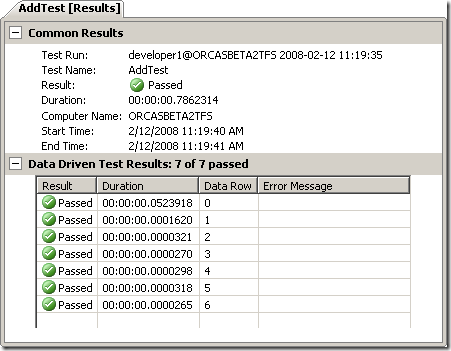 AddTest [Results]
Common Results
Test Run: developer1@ORCASBETA2TFS 2008-02-12 11:19:35
Test Name: AddTest
Result: Passed
Duration: 00:00:00.7862314
Computer Name: ORCASBETA2TFS
Start Time: 2/12/2008 11:19:40 AM
End Time: 2/12/2008 11:19:41 AM
Data Driven Test Results: 7 of 7 passed
Result Duration Data Row Error Message
Passed 00:00:00.0523918 0
Passed 00:00:00.0001620 1
Passed 00:00:00.0000321 2
Passed 00:00:00.0000270 3
Passed 00:00:00.0000298 4
Passed 00:00:00.0000318 5
Passed 00:00:00.0000265 6